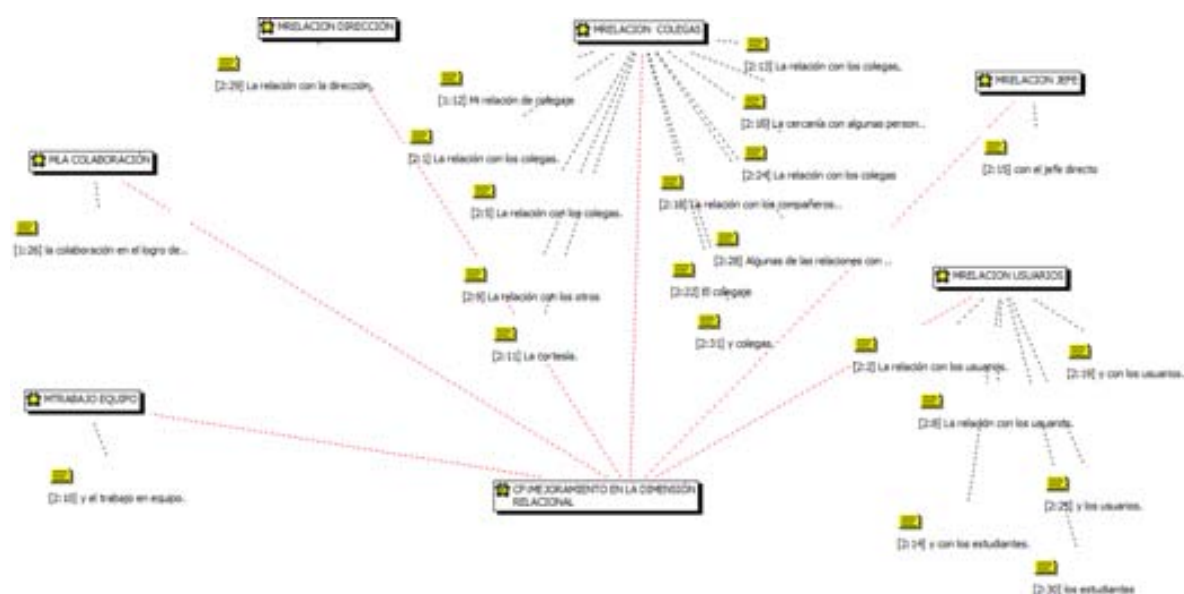 MRELACION DIRECCIÓN
MRELACION COLEGAS
[2:13] La relación con los colegas.
[2:29] La relación con la dirección.
MRELACION JEFE
[1:12] Mi relación de colegaje
[2:18] La cercanía con algunas person...
[2:15] con el jefe directo
MLA COLABORACIÓN
[2:1] La relación con los colegas.
[2:24] La relación con los colegas
[2:5] La relación con los colegas.
[2:18] La relación con los compañeros...
[1:26] la colaboración en el logro de...
[2:28] Algunas de las relaciones con ..
MRELACION USUARIOS
[2:9] La relación con los otros
[2:22] El colegaje
[2:11] La cortesía.
[2:31] y colegas.
[2:2] La relación con los usuarios.
[2:19] y con los usuarios.
MTRABAJO EQUIPO
[2:8] La relación con los usuarios.
[2:10] y el trabajo en equipo.
CP:MEJORAMIENTO EN LA DIMENSIÓN
RELACIONAL
[2:25] y los usuarios.
[2:14] y con los estudiantes.
[2:30] los estudiantes